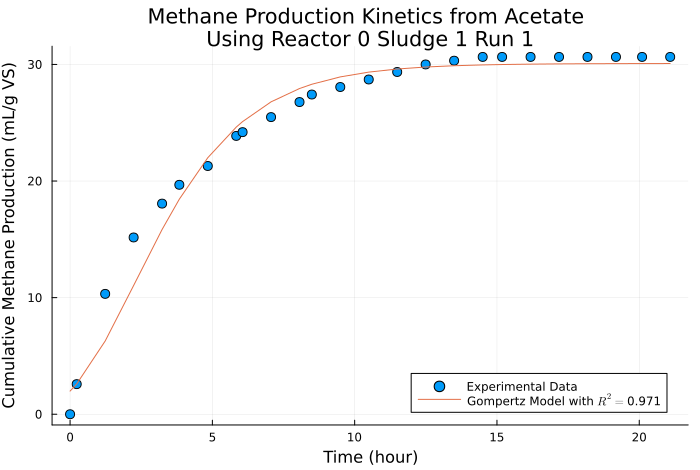 Methane Production Kinetics from Acetate
Using Reactor 0 Sludge 1 Run 1
Cumulative Methane Production (mL/g VS)
30
20
10
0
0 5 10 15 20
Time (hour)
Experimental Data
Gompertz Model with R² = 0.971